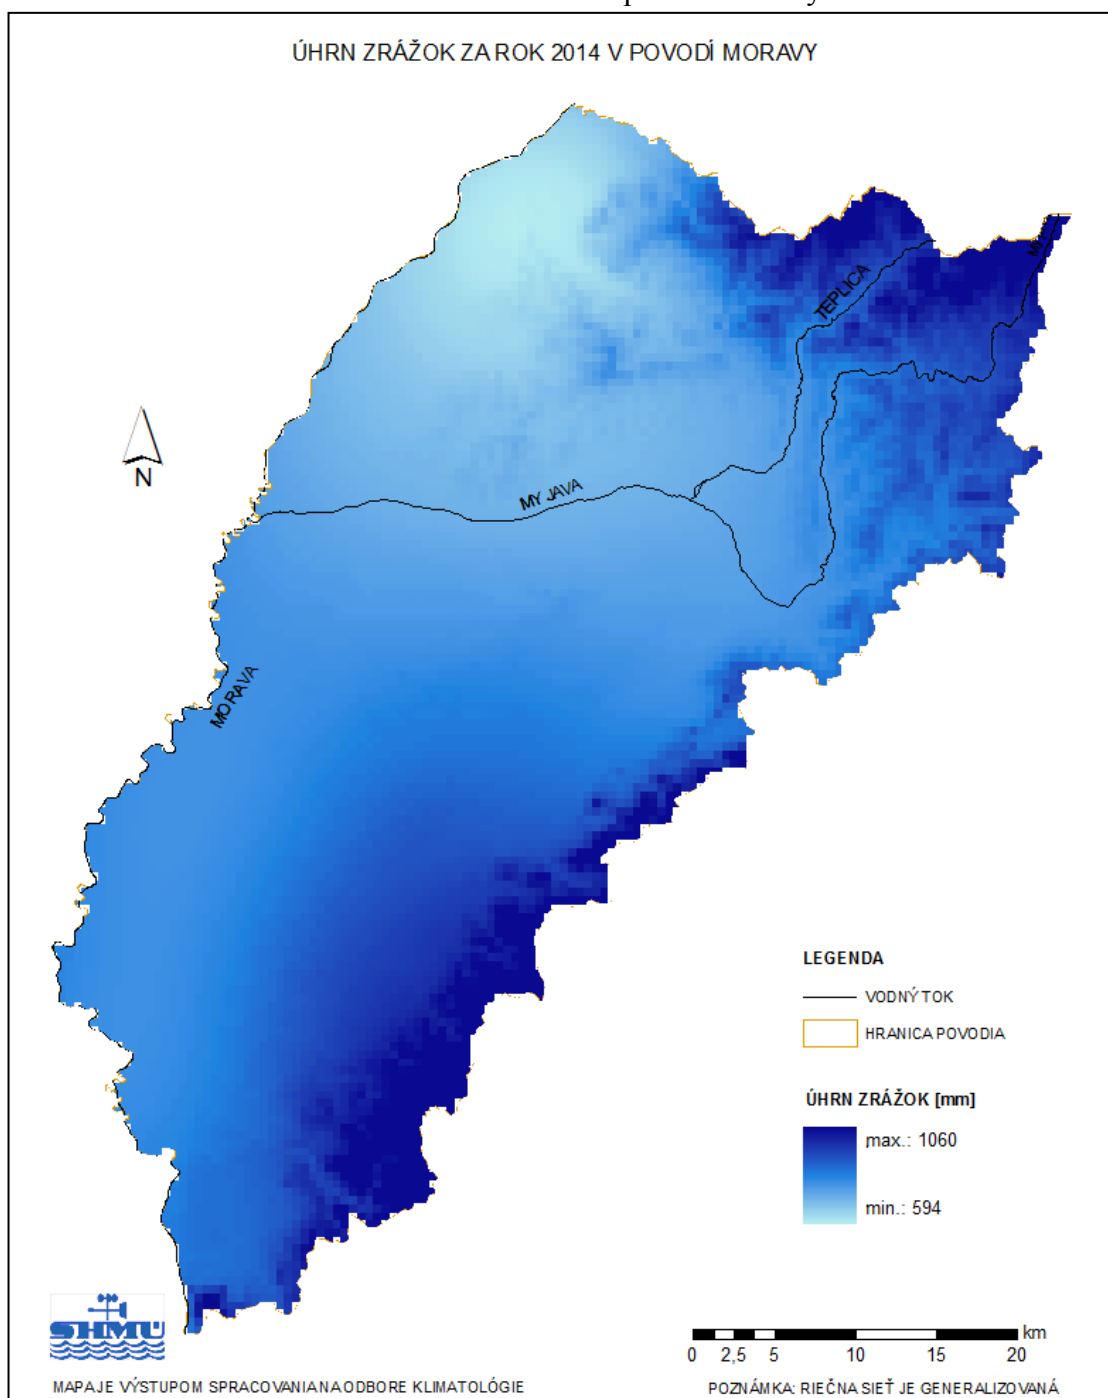 ÚHRN ZRÁŽOK ZA ROK 2014 V POVODÍ MORAVY
TEPLICA
MY
N
MYJAVA
MORAVA
LEGENDA
VODNÝ TOK
HRANICA POVODIA
ÚHRN ZRÁŽOK [mm]
max.: 1060
min.: 594
SHMÚ
km
0 2,5 5 10 15 20
MAPA JE VÝSTUPOM SPRACOVANIA NA ODBORE KLIMATOLÓGIE
POZNÁMKA: RIEČNA SIEŤ JE GENERALIZOVANÁ